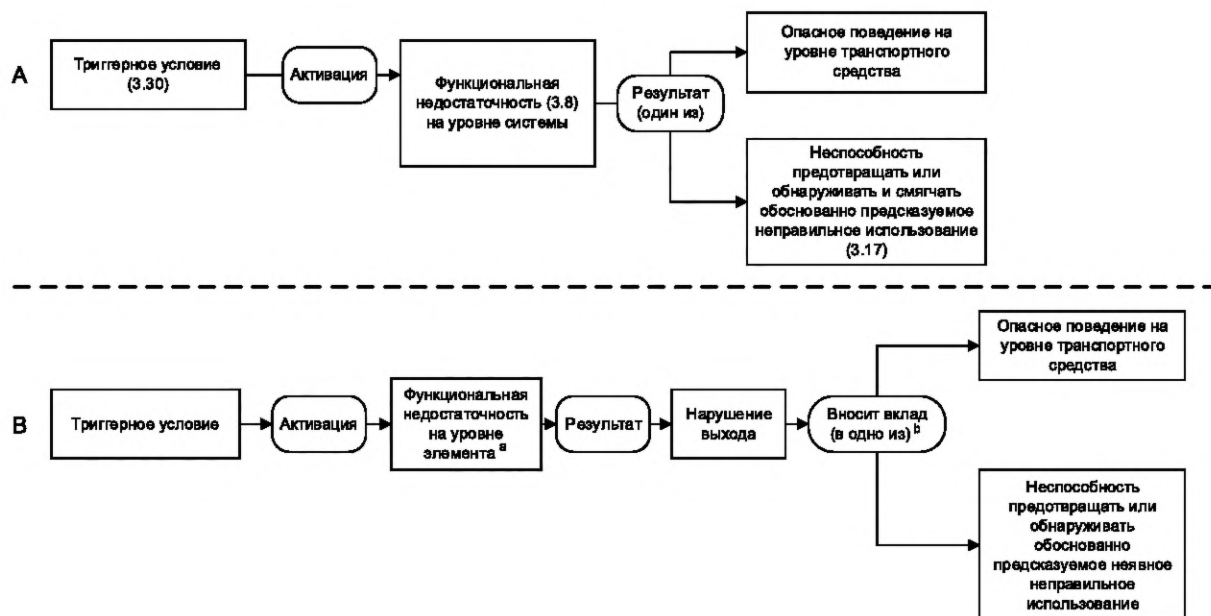 A
Триггерное условие
(3.30)
Активация
Функциональная
недостаточность (3.8)
на уровне системы
Результат
(один из)
Опасное поведение на
уровне транспортного
средства
Неспособность
предотвращать или
обнаруживать и смягчать
обоснованно предсказуемое
неправильное использование
(3.17)
B
Триггерное условие
Активация
Функциональная
недостаточность
на уровне
элемента a
Результат
Нарушение
выхода
Вносит вклад
(в одно из) b
Опасное поведение на
уровне транспортного
средства
Неспособность
предотвращать или
обнаруживать
обоснованно
предсказуемое неявное
неправильное
использование